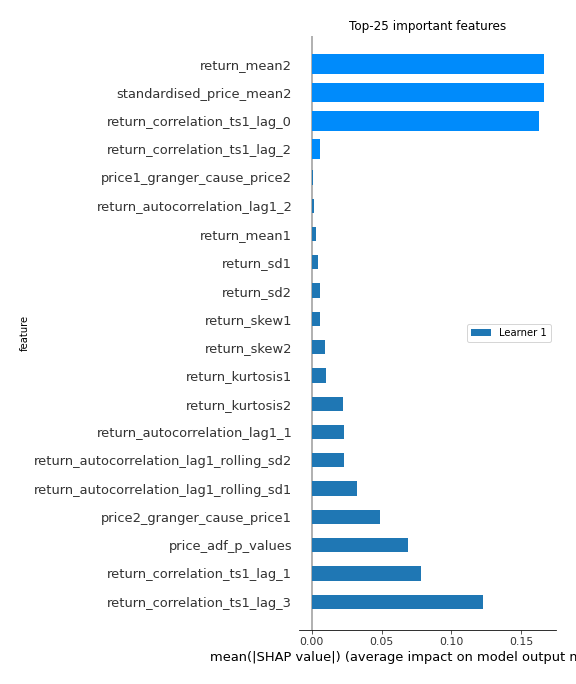 Top-25 important features
return_mean2
standardised_price_mean2
return_correlation_ts1_lag_0
return_correlation_ts1_lag_2
price1_granger_cause_price2
return_autocorrelation_lag1_2
return_mean1
return_sd1
return_sd2
return_skew1
return_skew2
return_kurtosis1
return_kurtosis2
return_autocorrelation_lag1_1
return_autocorrelation_lag1_rolling_sd2
return_autocorrelation_lag1_rolling_sd1
price2_granger_cause_price1
price_adf_p_values
return_correlation_ts1_lag_1
return_correlation_ts1_lag_3
feature
Learner 1
0.00 0.05 0.10 0.15
mean(|SHAP value|) (average impact on model output